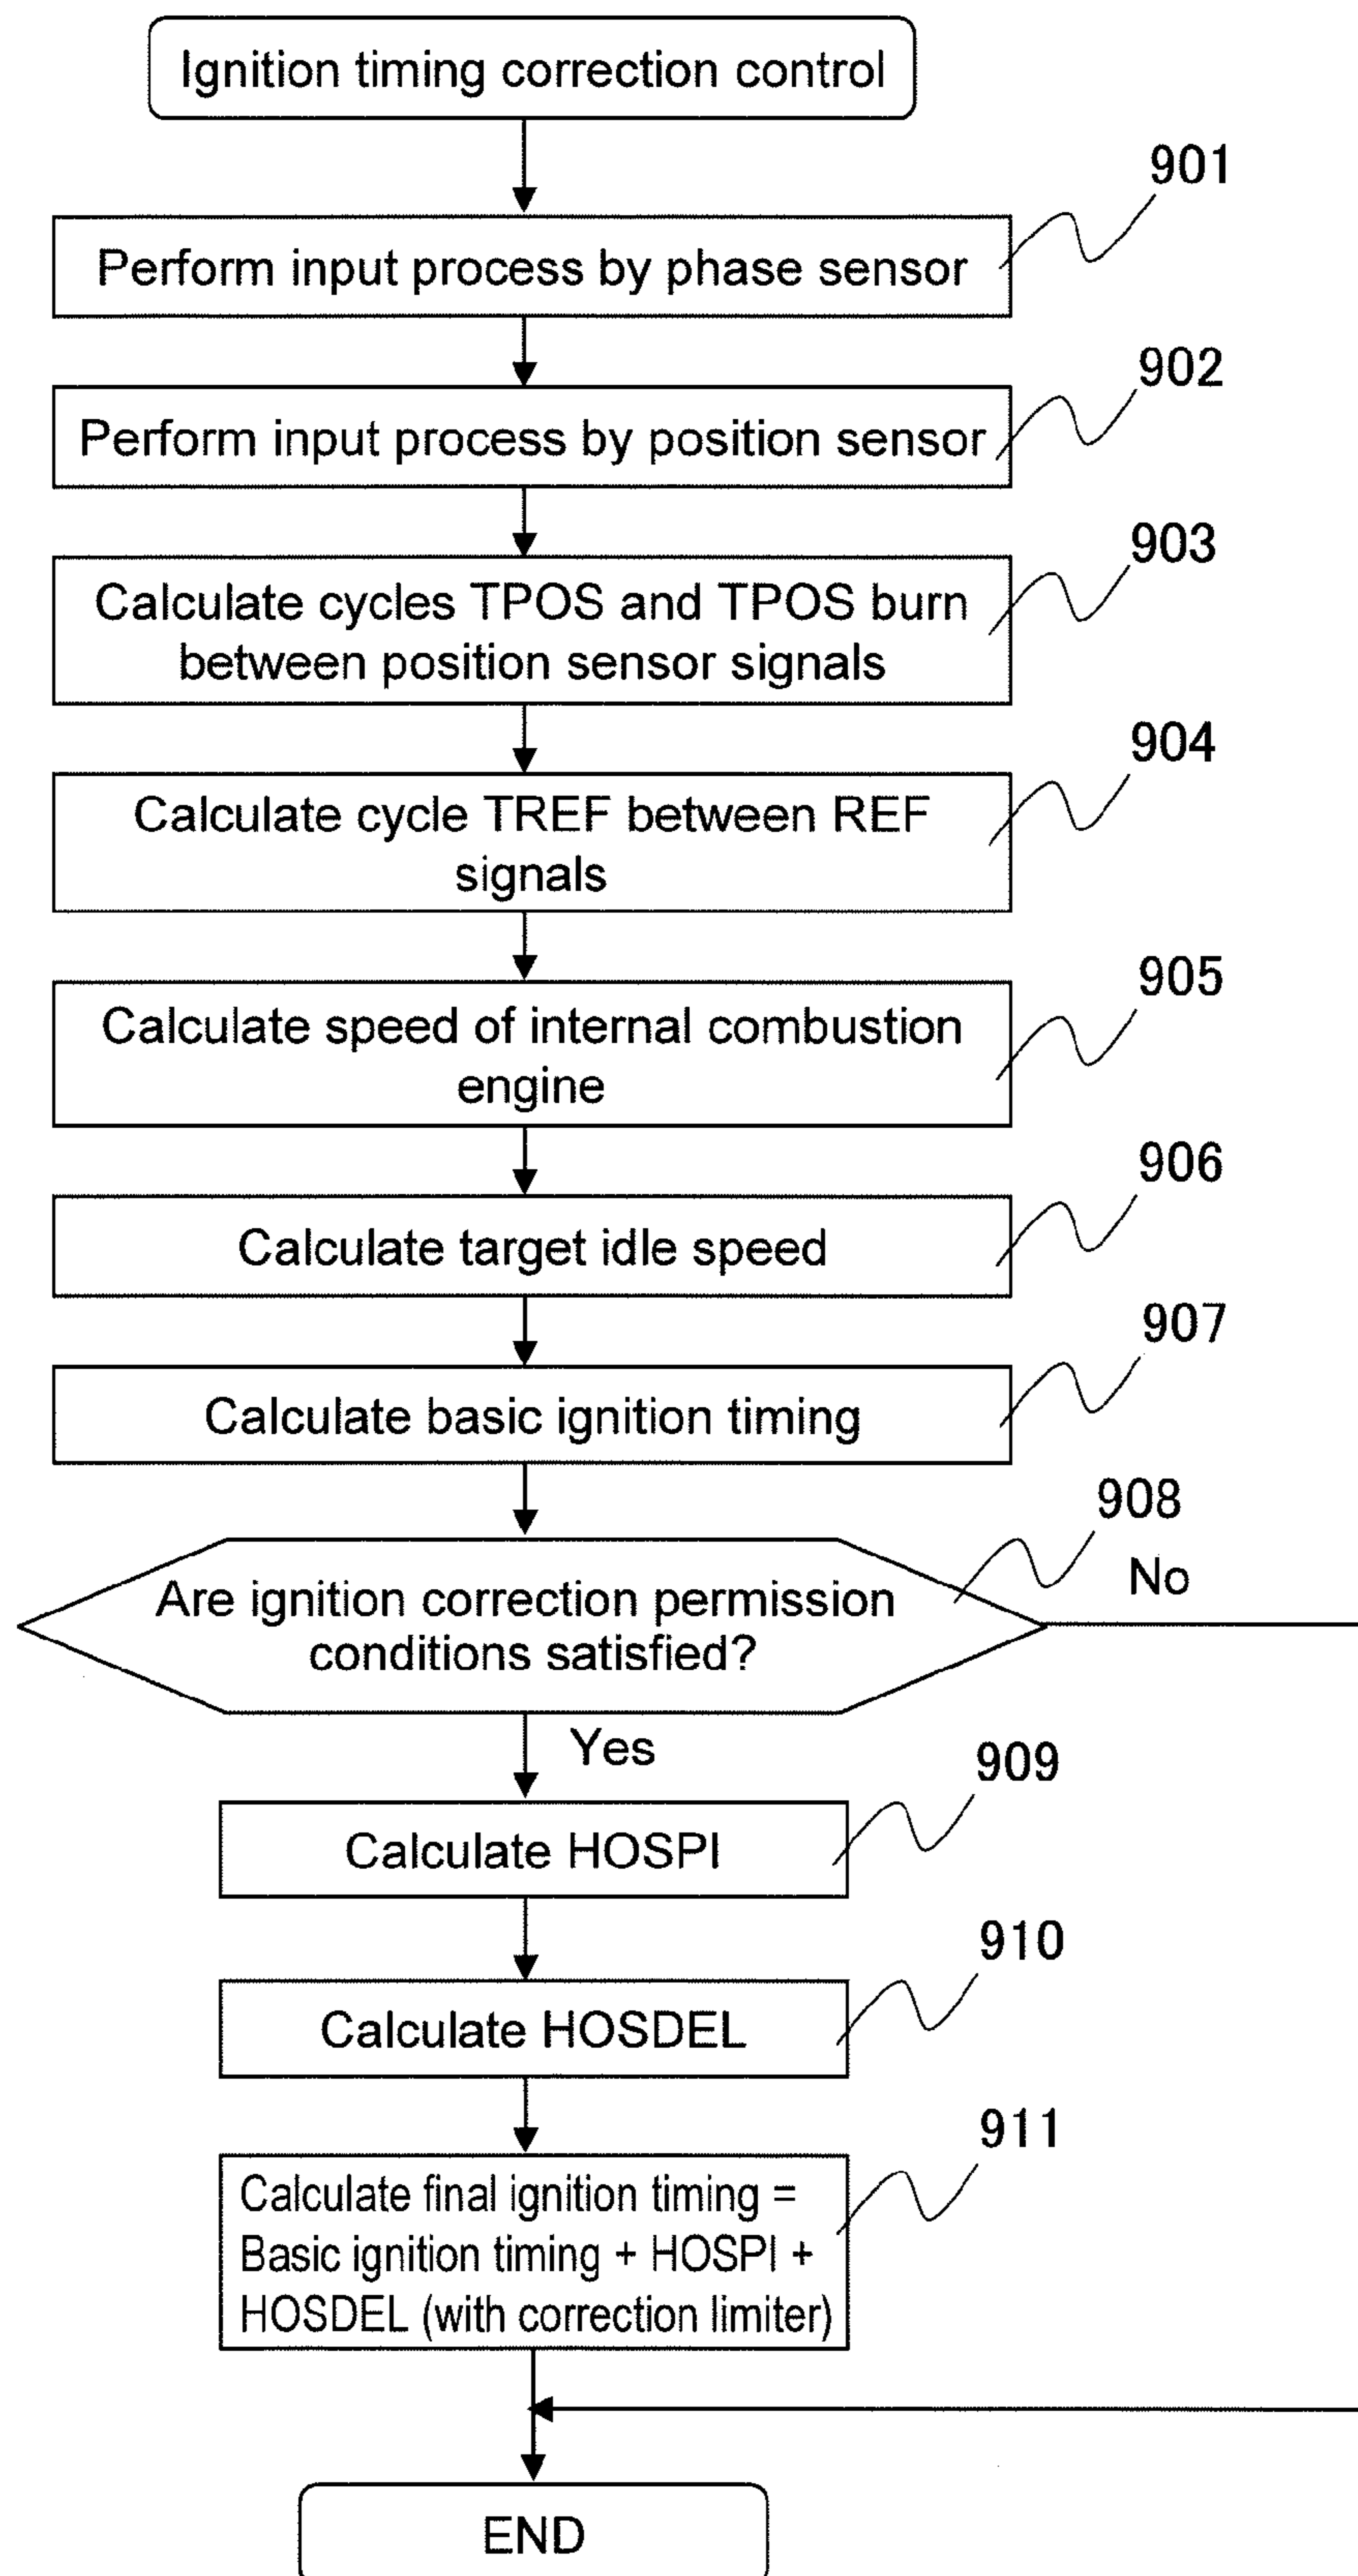 Ignition timing correction control
901
Perform input process by phase sensor
902
Perform input process by position sensor
903
Calculate cycles TPOS and TPOS burn
between position sensor signals
904
Calculate cycle TREF between REF
signals
905
Calculate speed of internal combustion
engine
906
Calculate target idle speed
907
Calculate basic ignition timing
908
No
Are ignition correction permission
conditions satisfied?
Yes
909
Calculate HOSPI
910
Calculate HOSDEL
911
Calculate final ignition timing =
Basic ignition timing + HOSPI +
HOSDEL (with correction limiter)
END